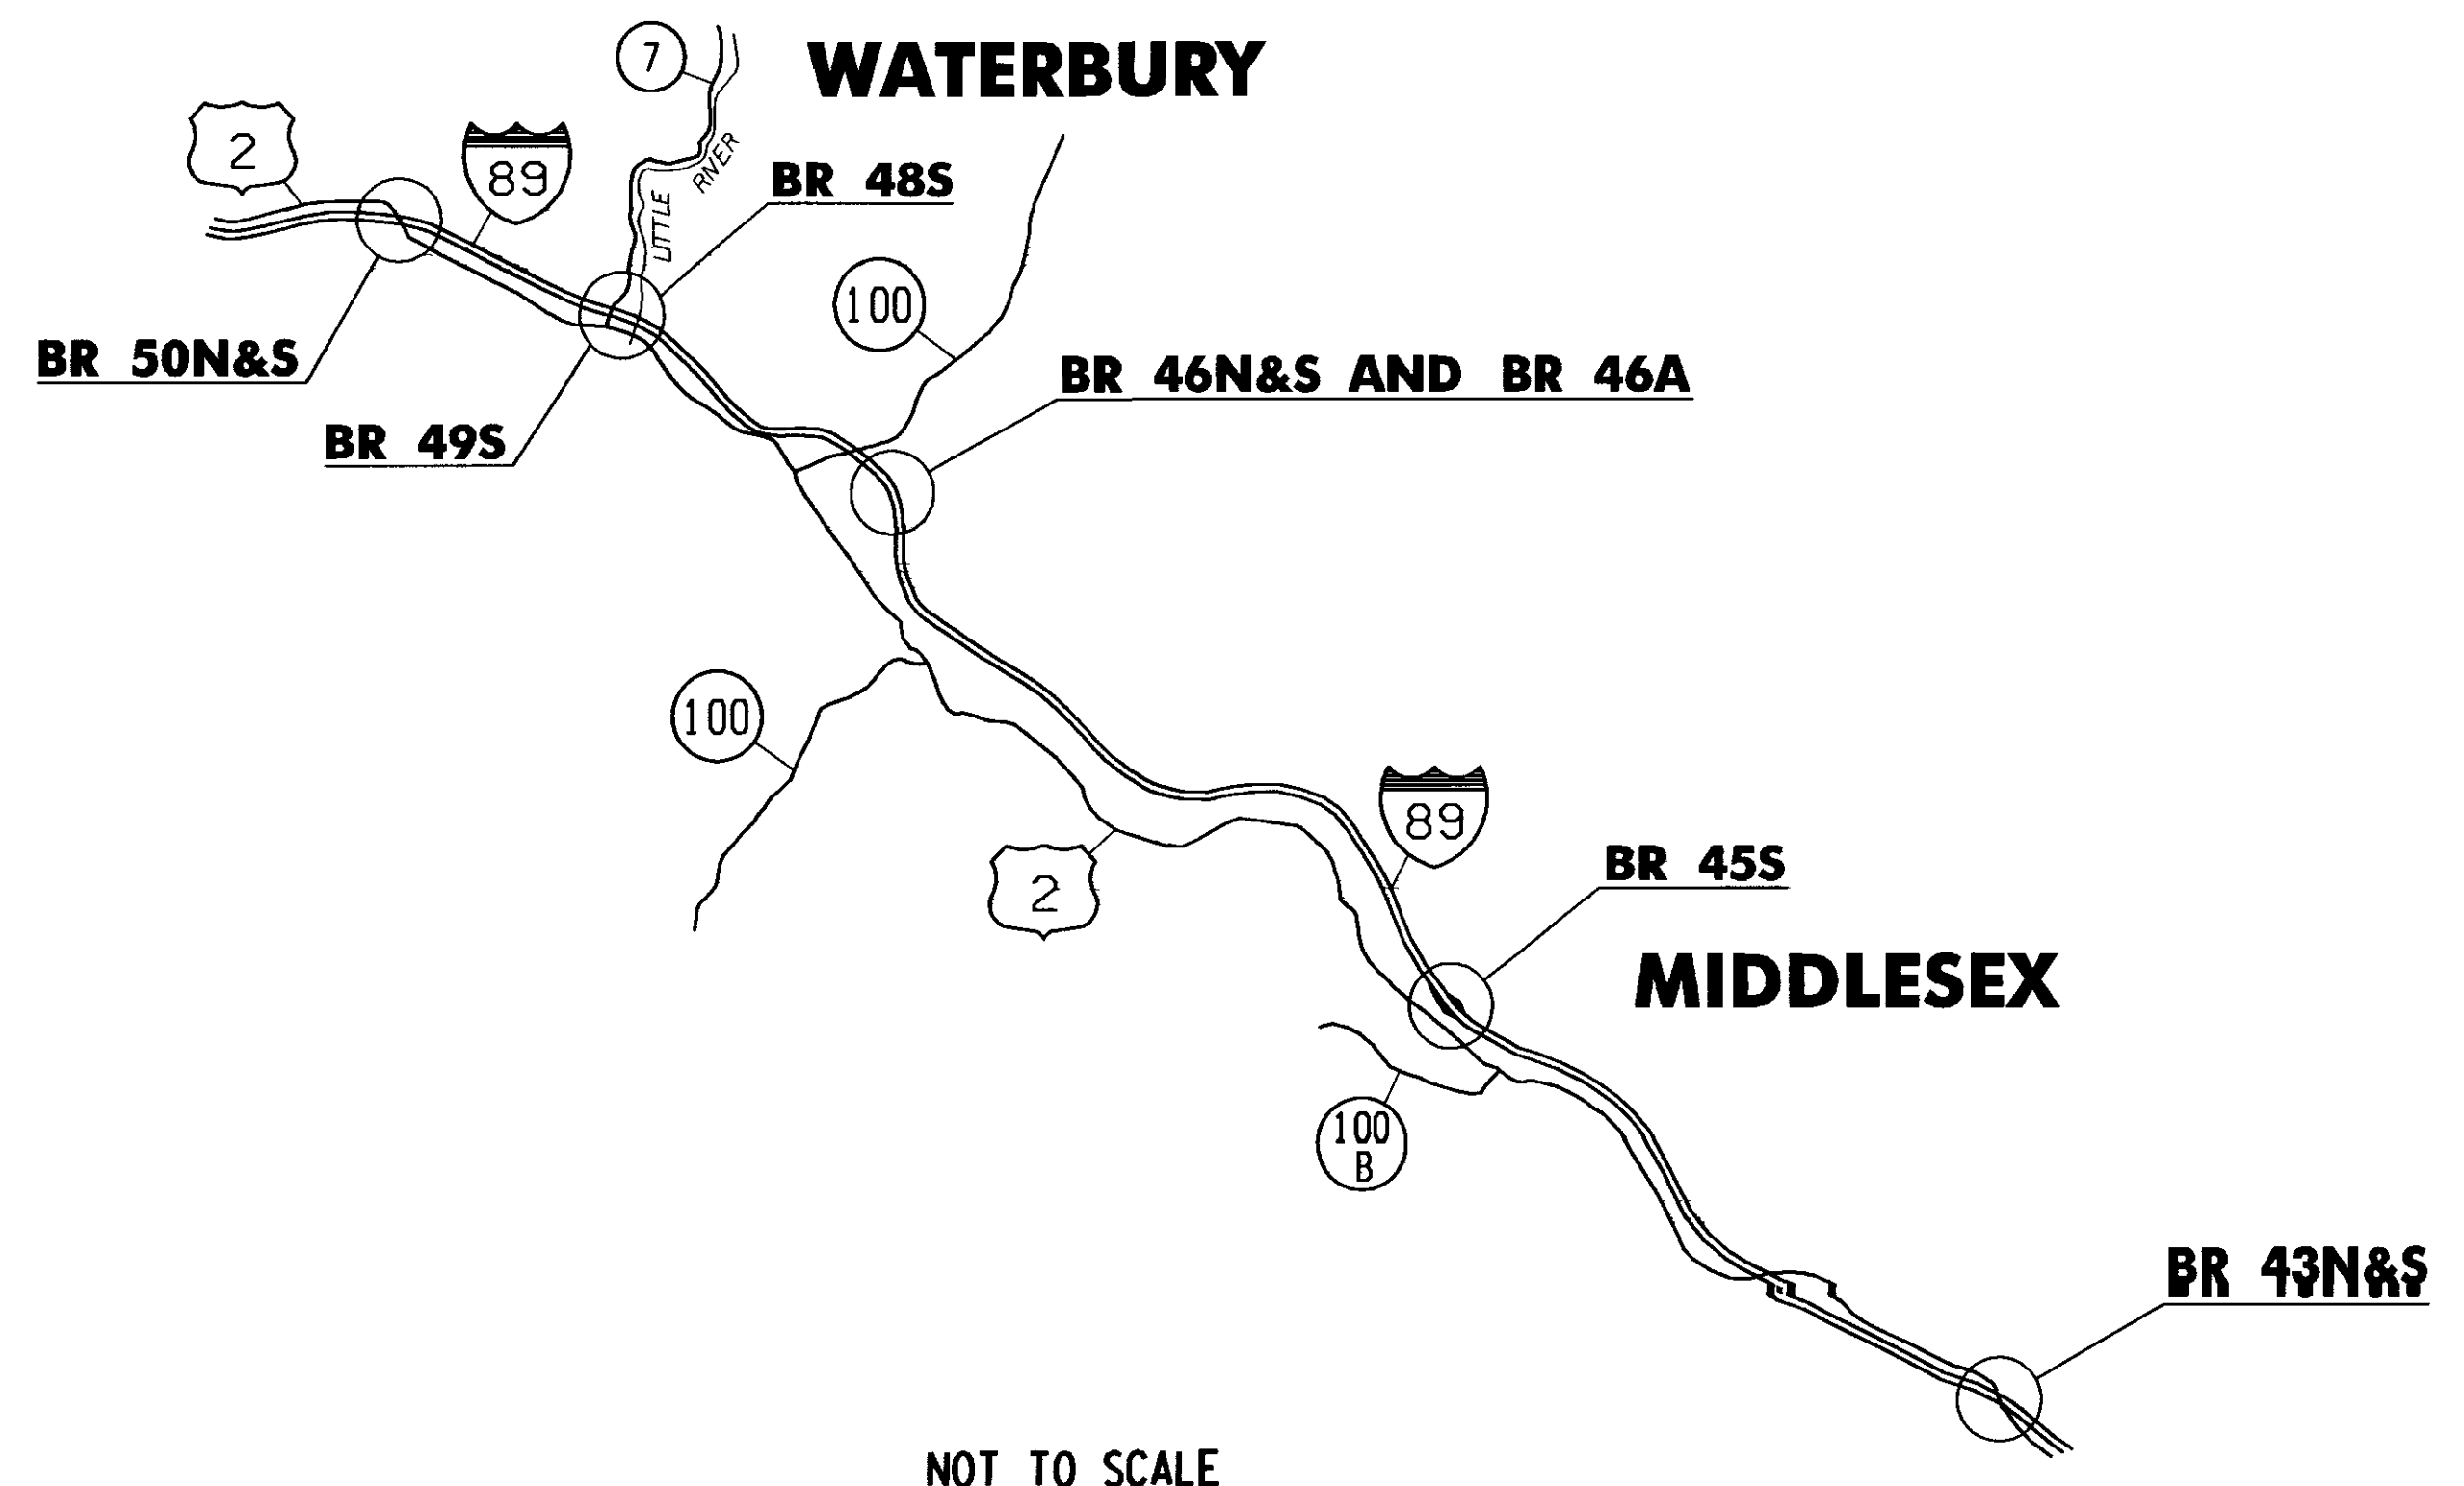 7
WATERBURY
2
89
LITTLE
RIVER
BR 48S
100
BR 50N&S
BR 46N&S AND BR 46A
BR 49S
100
89
2
BR 45S
MIDDLESEX
100
B
BR 43N&S
NOT TO SCALE